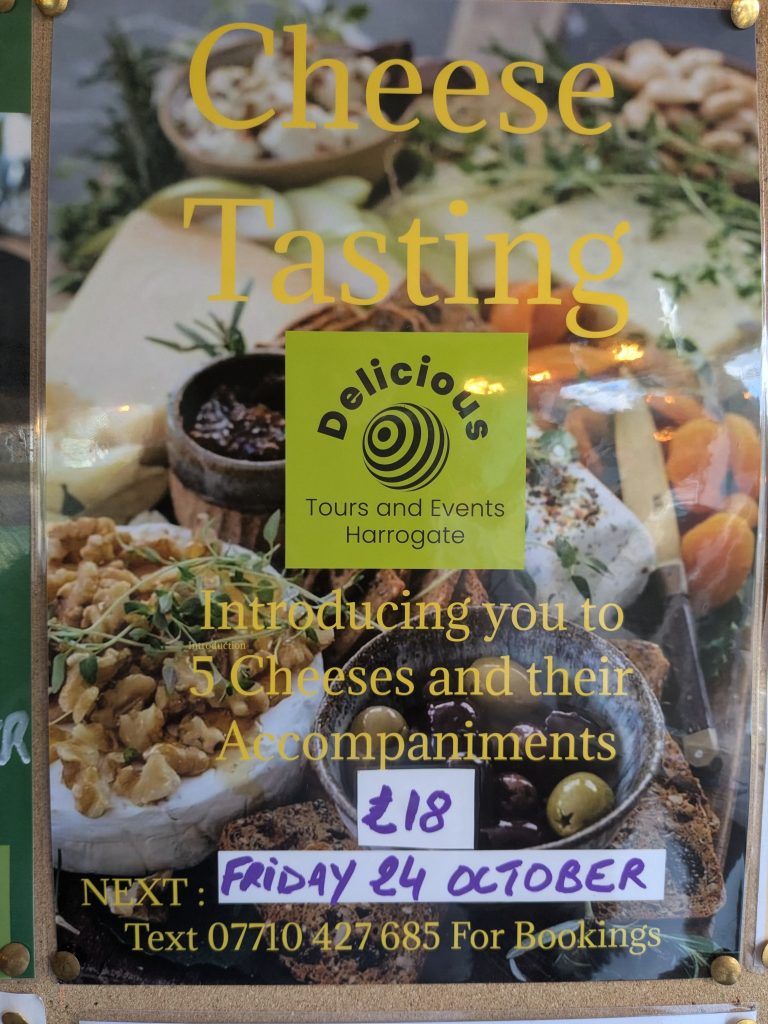 Cheese
Tasting
Delicious
Tours and Events
Harrogate
Introducing you to
Introduction
5 Cheeses and their
Accompaniments
£18
NEXT : FRIDAY 24 OCTOBER
Text 07710 427 685 For Bookings